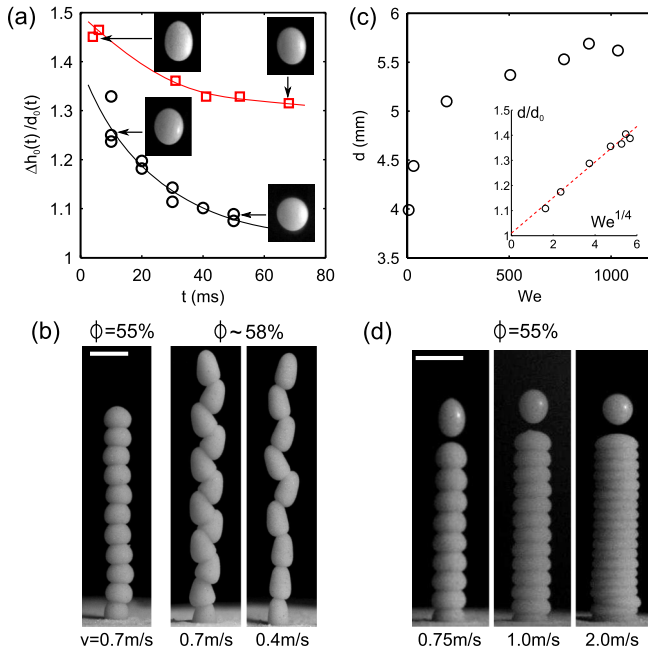 (a)
1.5
1.4
1.3
1.2
1.1
1
Δh₀(t)/d₀(t)
0 20 40 60 80
t (ms)
(c)
6
5.5
5
4.5
4
3.5
d (mm)
0 500 1000
We
d/d₀
1.5
1.4
1.3
1.2
1.1
1
0 2 4 6
We^1/4
(b)
ϕ=55%
ϕ~58%
v=0.7m/s 0.7m/s 0.4m/s
(d)
ϕ=55%
0.75m/s 1.0m/s 2.0m/s